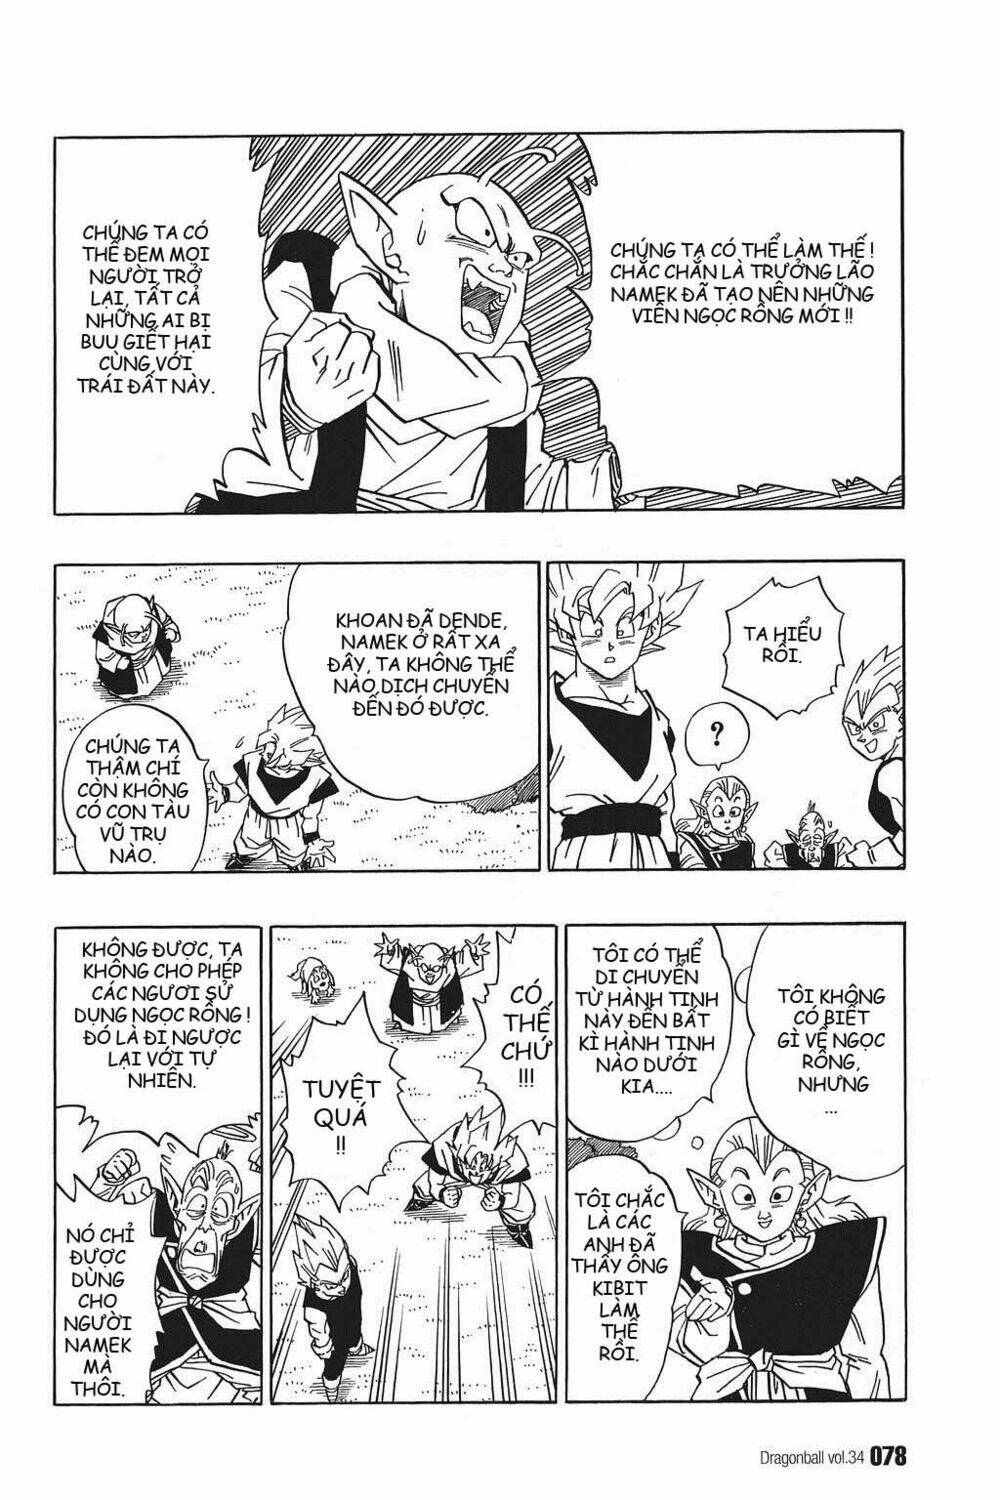 CHÚNG TA CÓ THỂ LÀM THẾ !
CHẮC CHẮN LÀ TRƯỞNG LÃO
NAMEK ĐÃ TẠO NÊN NHỮNG
VIÊN NGỌC RỒNG MỚI !!
CHÚNG TA CÓ
THỂ ĐEM MỌI
NGƯỜI TRỞ
LẠI, TẤT CẢ
NHỮNG AI BỊ
BUU GIẾT HẠI
CÙNG VỚI
TRÁI ĐẤT NÀY.
TA HIỂU
RỒI.
?
KHOAN ĐÃ DENDE,
NAMEK Ở RẤT XA
ĐÂY, TA KHÔNG THỂ
NÀO DỊCH CHUYỂN
ĐẾN ĐÓ ĐƯỢC.
CHÚNG TA
THẬM CHÍ
CÒN KHÔNG
CÓ CON TÀU
VŨ TRỤ
NÀO.
TÔI KHÔNG
CÓ BIẾT
GÌ VỀ NGỌC
RỒNG,
NHƯNG
...
TÔI CÓ THỂ
DI CHUYỂN
TỪ HÀNH TINH
NÀY ĐẾN BẤT
KÌ HÀNH TINH
NÀO DƯỚI
KIA....
TÔI CHẮC
LÀ CÁC
ANH ĐÃ
THẤY ÔNG
KIBIT
LÀM
THẾ
RỒI.
CÓ
THỂ
CHỨ
!!!
TUYỆT
QUÁ
!!
KHÔNG ĐƯỢC, TA
KHÔNG CHO PHÉP
CÁC NGƯƠI SỬ
DỤNG NGỌC RỒNG !
ĐÓ LÀ ĐI NGƯỢC
LẠI VỚI TỰ
NHIÊN.
NÓ CHỈ
ĐƯỢC
DÙNG
CHO
NGƯỜI
NAMEK
MÀ
THÔI.
Dragonball vol.34 078